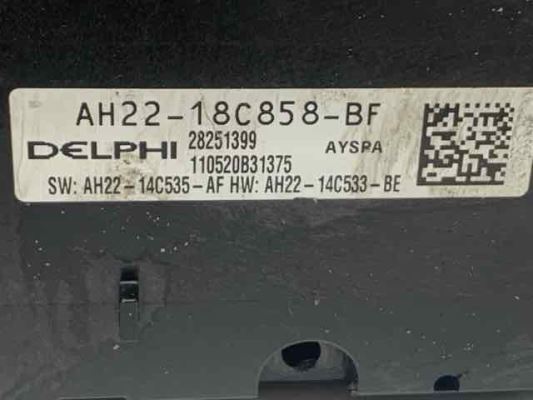 AH22-18C858-BF
DELPHI 28251399 AYSPA
110520B31375
SW: AH22-14C535-AF HW: AH22-14C533-BE